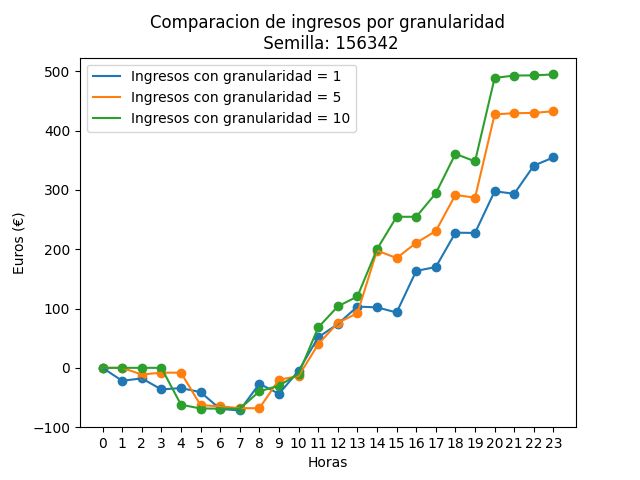 Comparacion de ingresos por granularidad
Semilla: 156342
Ingresos con granularidad = 1
Ingresos con granularidad = 5
Ingresos con granularidad = 10
Euros (€)
500
400
300
200
100
0
−100
0 1 2 3 4 5 6 7 8 9 10 11 12 13 14 15 16 17 18 19 20 21 22 23
Horas